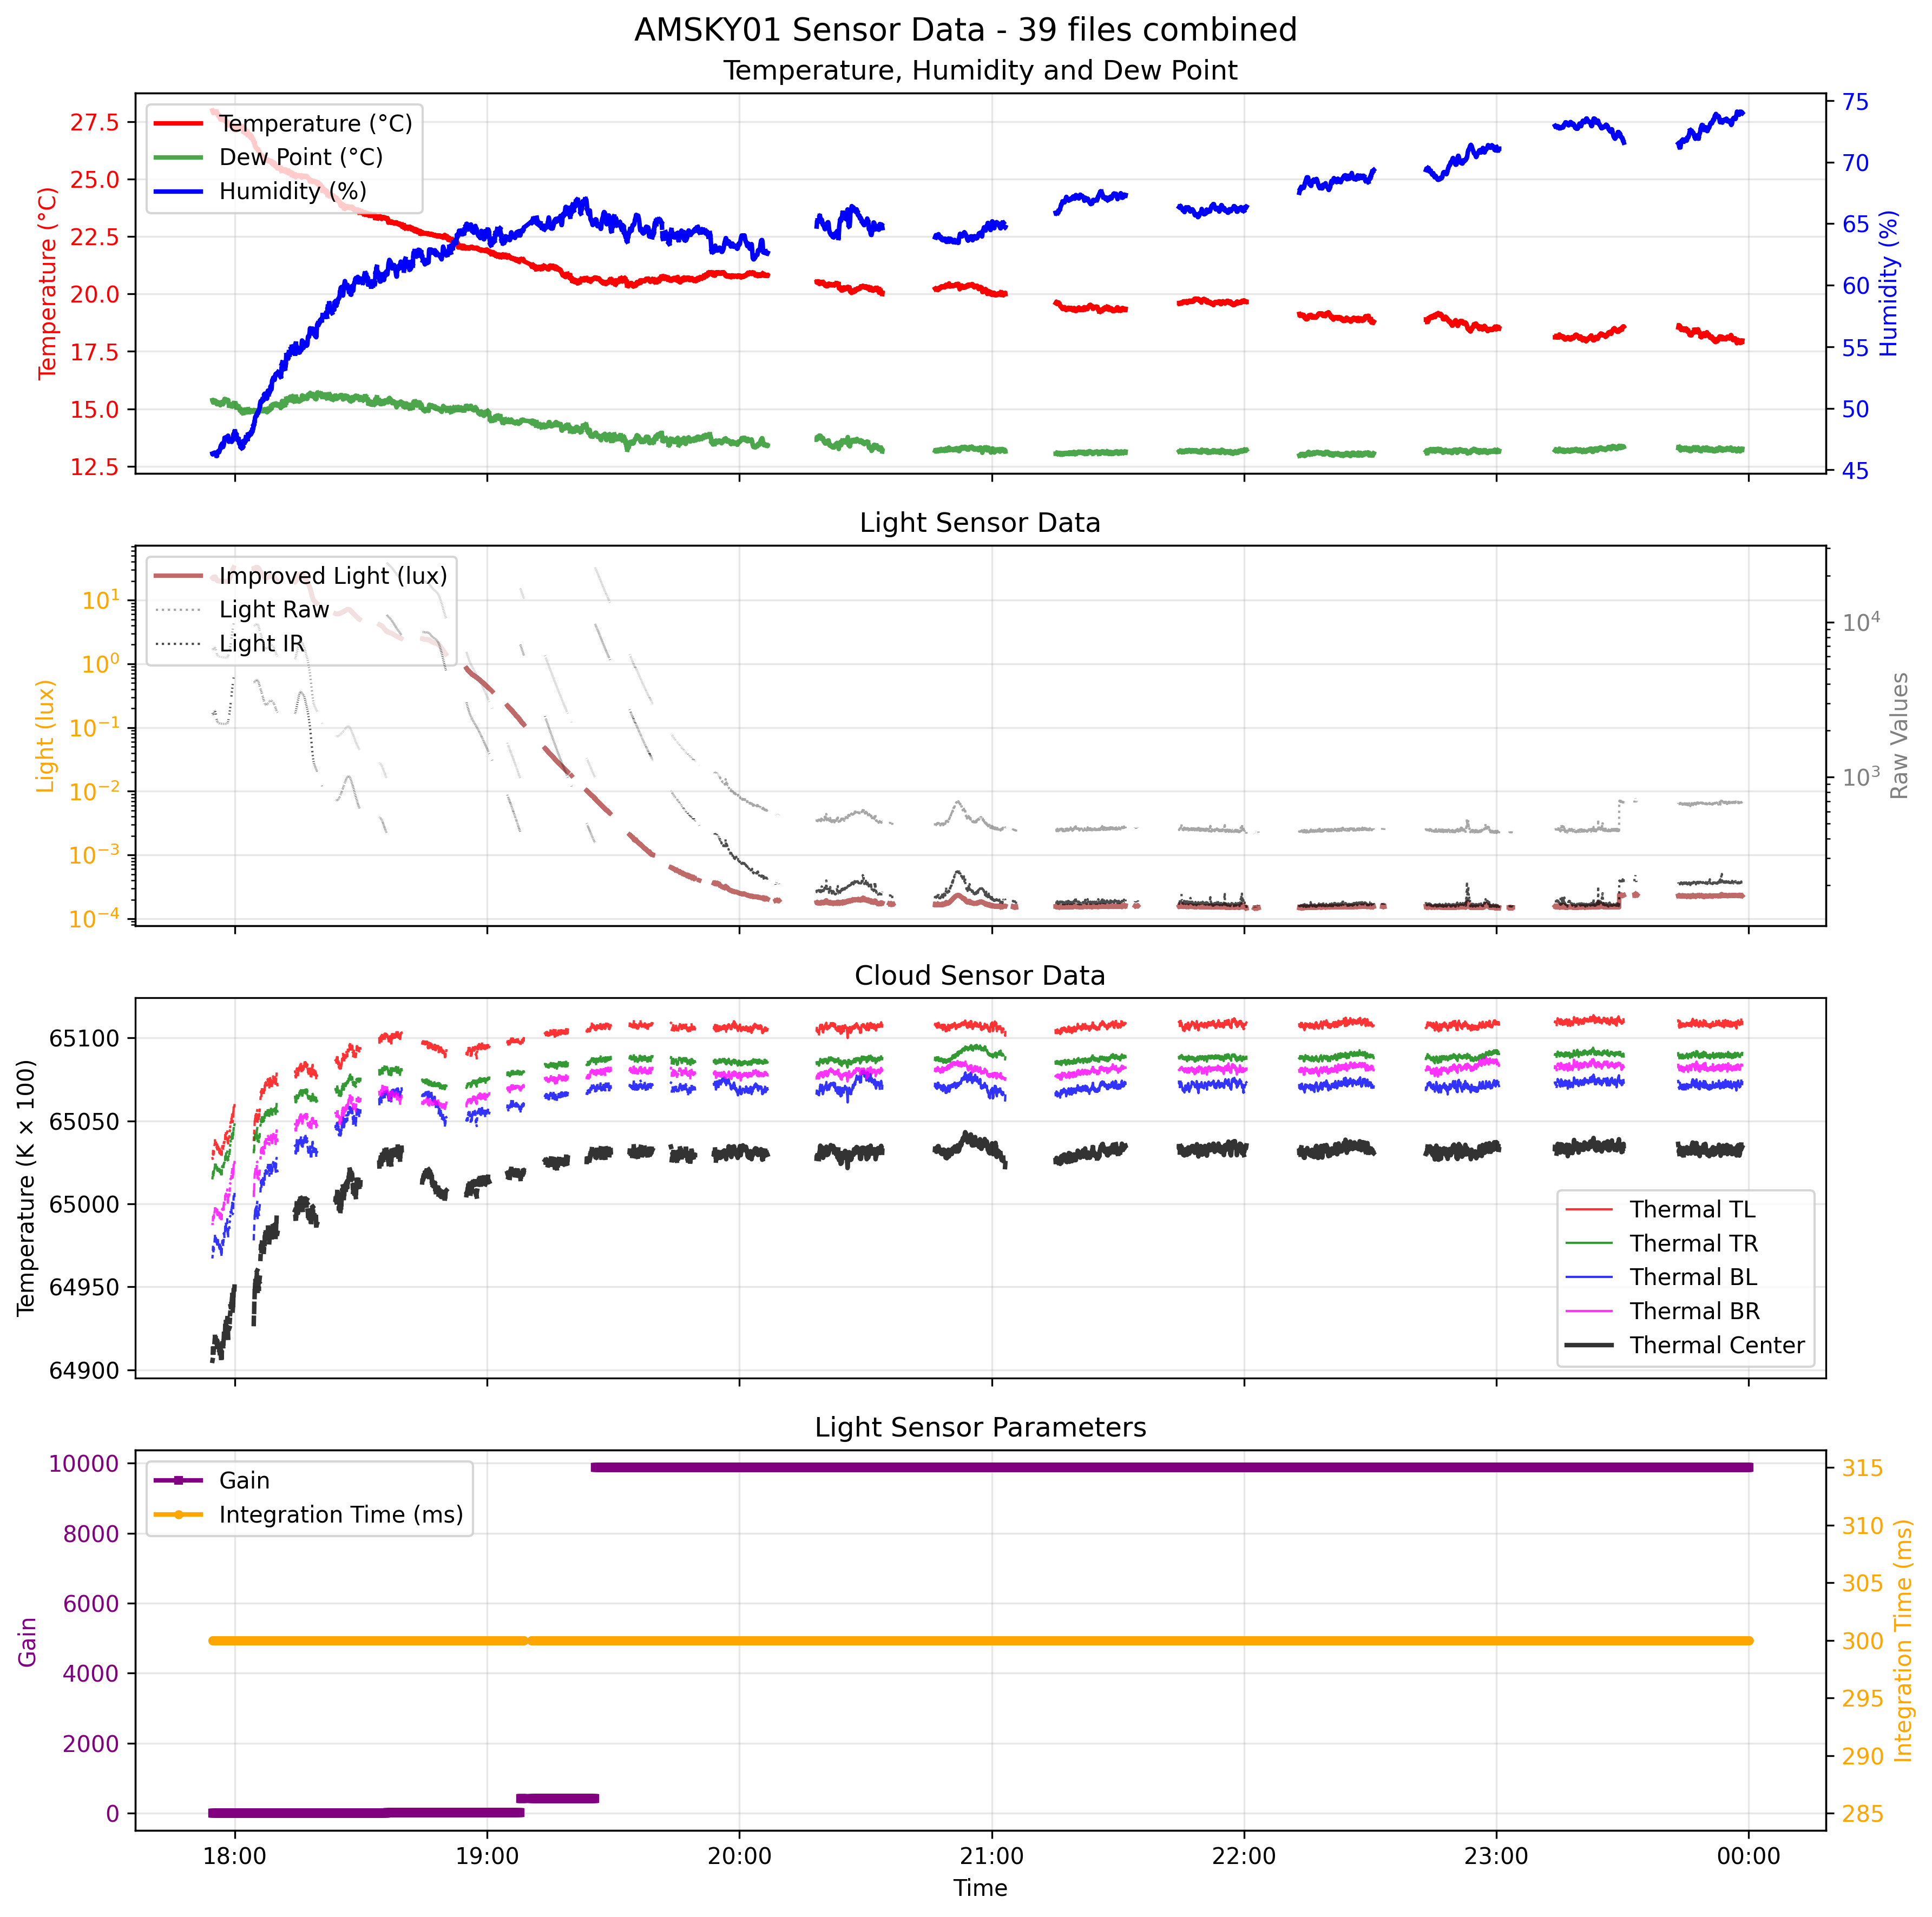 AMSKY01 Sensor Data - 39 files combined
Temperature, Humidity and Dew Point
Temperature (°C)
Dew Point (°C)
Humidity (%)
27.5
25.0
22.5
20.0
17.5
15.0
12.5
Temperature (°C)
75
70
65
60
55
50
45
Humidity (%)
Light Sensor Data
Improved Light (lux)
Light Raw
Light IR
10¹
10⁰
10⁻¹
10⁻²
10⁻³
10⁻⁴
Light (lux)
10⁴
10³
Raw Values
Cloud Sensor Data
65100
65050
65000
64950
64900
Temperature (K × 100)
Thermal TL
Thermal TR
Thermal BL
Thermal BR
Thermal Center
Light Sensor Parameters
Gain
Integration Time (ms)
10000
8000
6000
4000
2000
0
Gain
315
310
305
300
295
290
285
Integration Time (ms)
18:00 19:00 20:00 21:00 22:00 23:00 00:00
Time